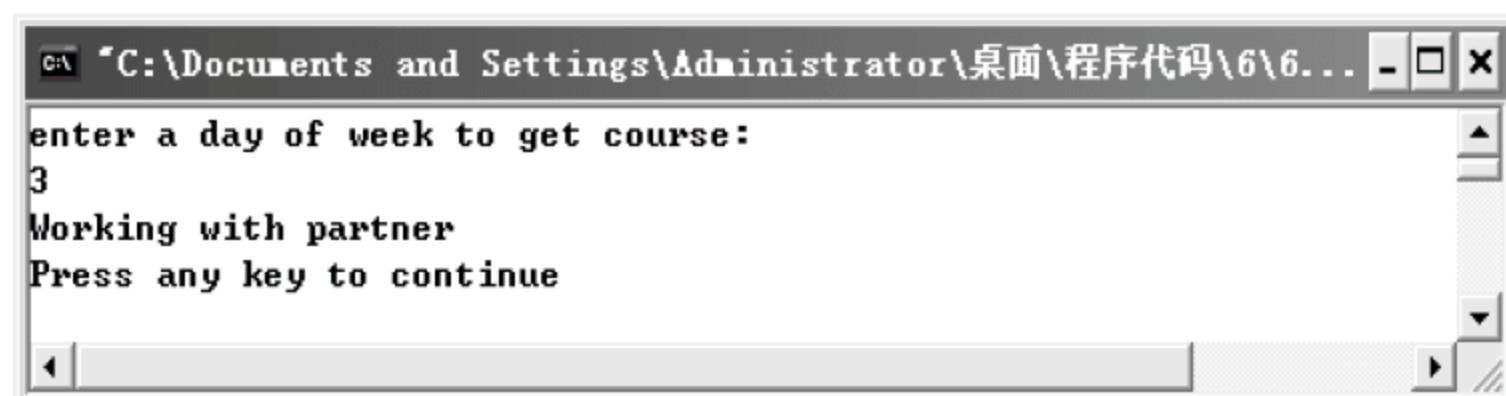 "C:\Documents and Settings\Administrator\桌面\程序代码\6\6...
enter a day of week to get course:
3
Working with partner
Press any key to continue